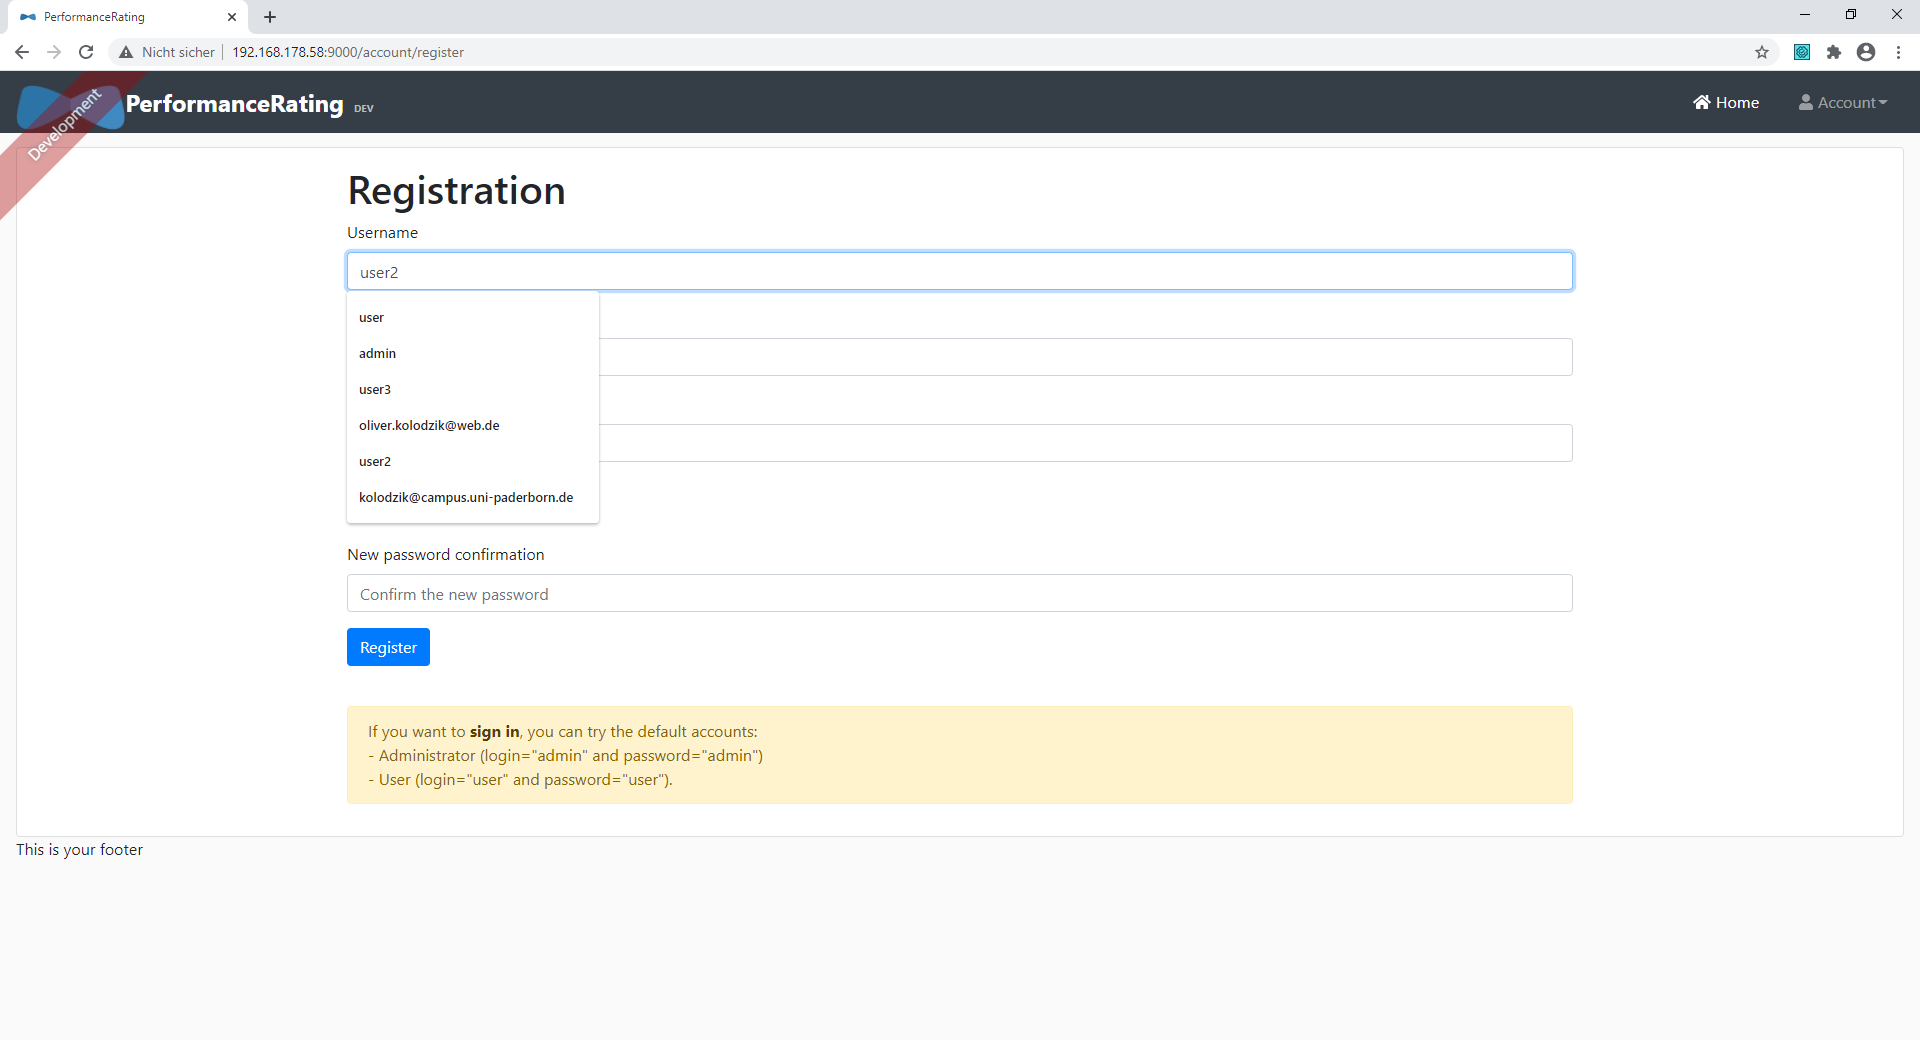 PerformanceRating
Nicht sicher 192.168.178.58:9000/account/register
Development
PerformanceRating DEV
Home
Account
Registration
Username
user2
user
admin
user3
oliver.kolodzik@web.de
user2
kolodzik@campus.uni-paderborn.de
New password confirmation
Confirm the new password
Register
If you want to sign in, you can try the default accounts:
- Administrator (login="admin" and password="admin")
- User (login="user" and password="user").
This is your footer